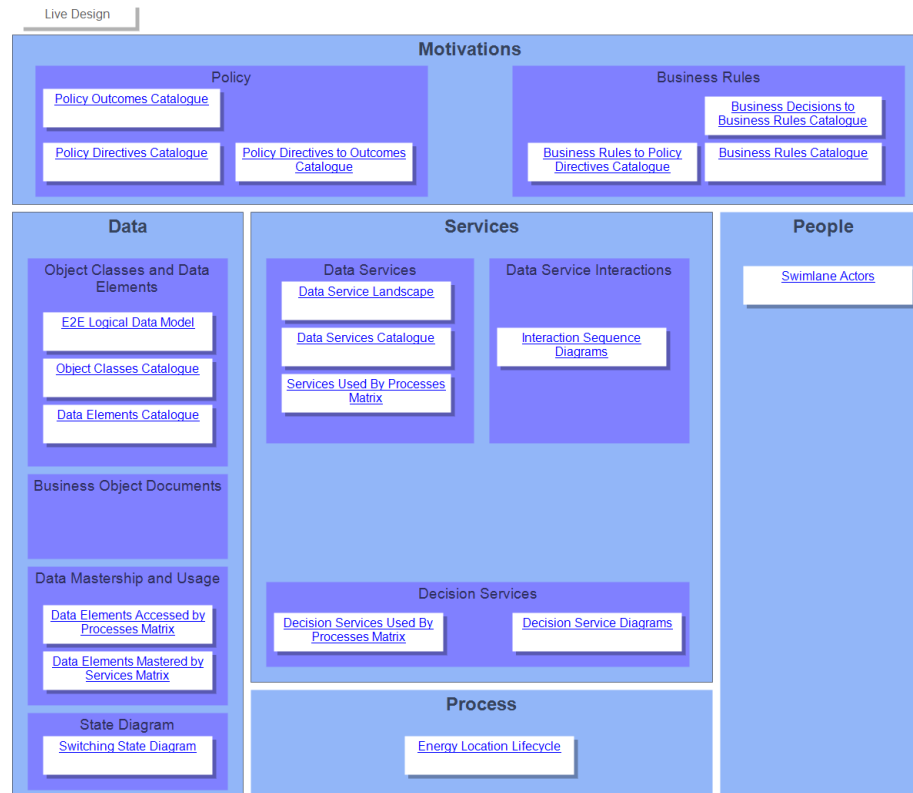 Live Design
Motivations
Policy
Policy Outcomes Catalogue
Policy Directives Catalogue
Policy Directives to Outcomes
Catalogue
Business Rules
Business Decisions to
Business Rules Catalogue
Business Rules to Policy
Directives Catalogue
Business Rules Catalogue
Data
Object Classes and Data
Elements
E2E Logical Data Model
Object Classes Catalogue
Data Elements Catalogue
Business Object Documents
Data Mastership and Usage
Data Elements Accessed by
Processes Matrix
Data Elements Mastered by
Services Matrix
State Diagram
Switching State Diagram
Services
Data Services
Data Service Landscape
Data Services Catalogue
Services Used By Processes
Matrix
Data Service Interactions
Interaction Sequence
Diagrams
Decision Services
Decision Services Used By
Processes Matrix
Decision Service Diagrams
Process
Energy Location Lifecycle
People
Swimlane Actors